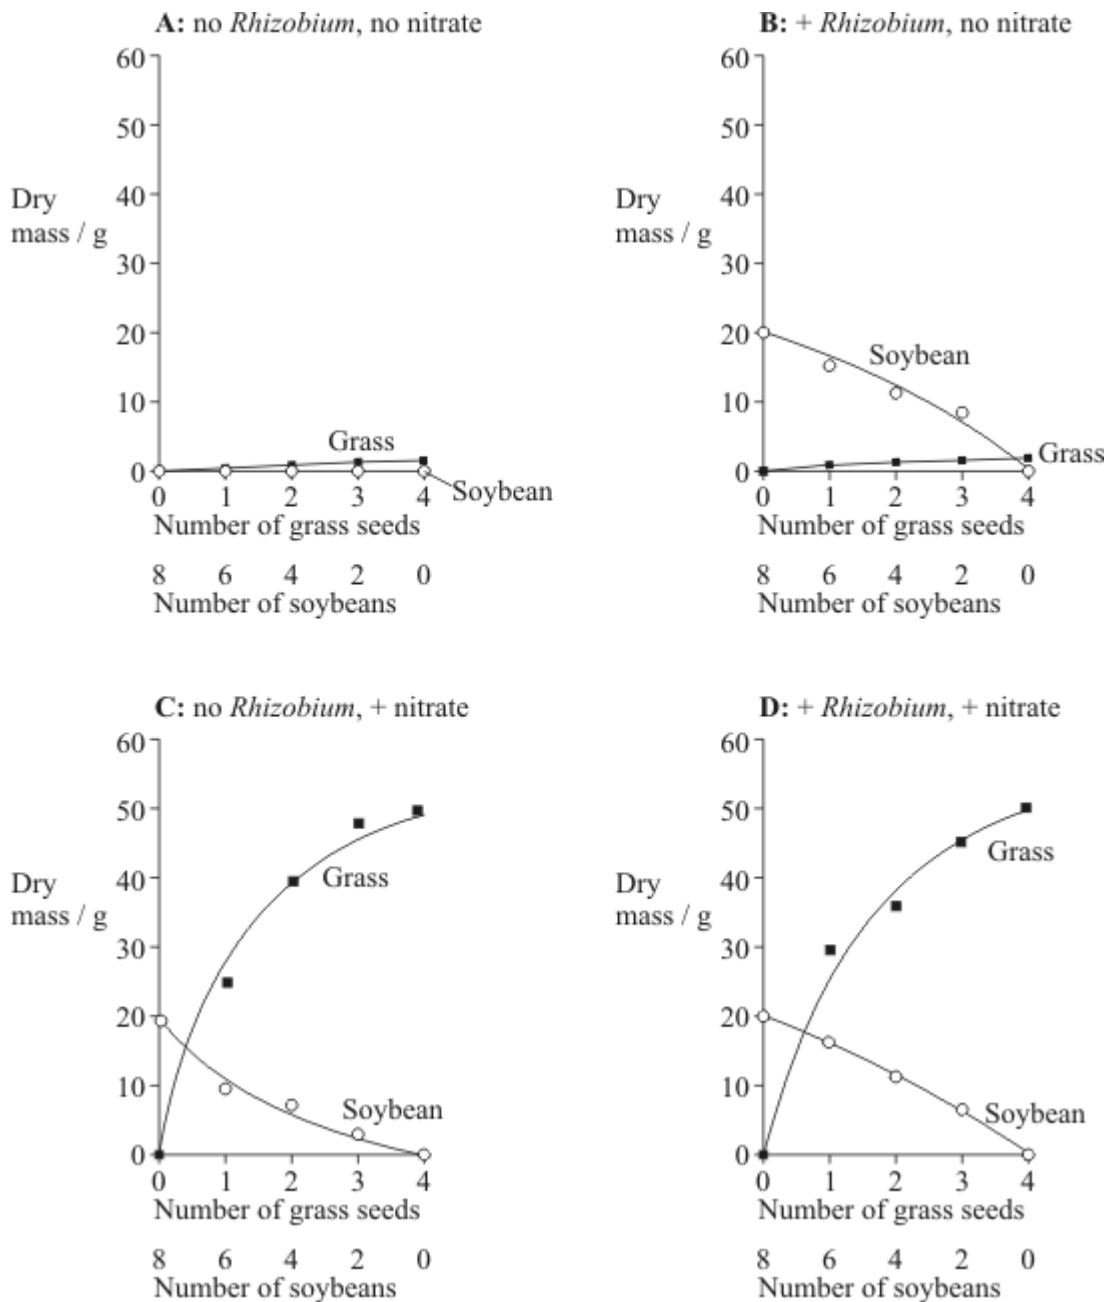 A: no Rhizobium, no nitrate
60
50
40
Dry
mass / g
30
20
10
0
Grass
Soybean
0 1 2 3 4
Number of grass seeds
8 6 4 2 0
Number of soybeans
B: + Rhizobium, no nitrate
60
50
40
Dry
mass / g
30
20
10
0
Soybean
Grass
0 1 2 3 4
Number of grass seeds
8 6 4 2 0
Number of soybeans
C: no Rhizobium, + nitrate
60
50
40
Dry
mass / g
30
20
10
0
Grass
Soybean
0 1 2 3 4
Number of grass seeds
8 6 4 2 0
Number of soybeans
D: + Rhizobium, + nitrate
60
50
40
Dry
mass / g
30
20
10
0
Grass
Soybean
0 1 2 3 4
Number of grass seeds
8 6 4 2 0
Number of soybeans